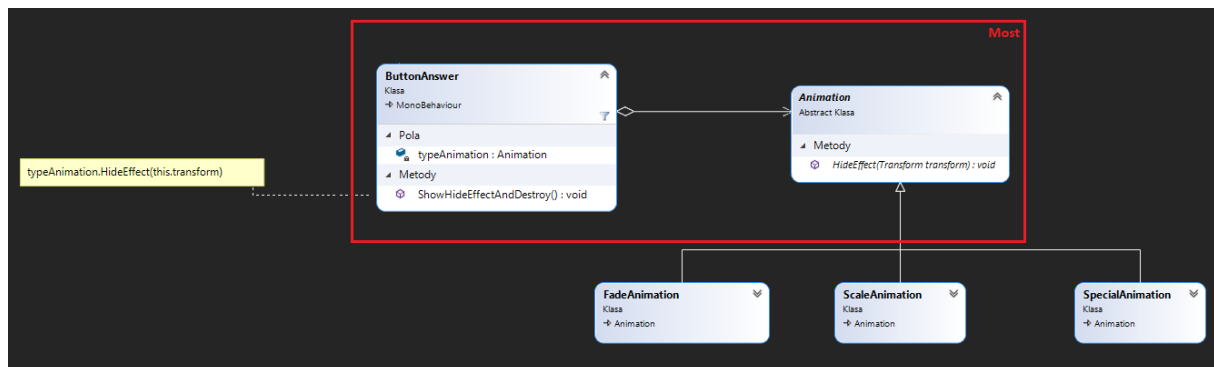 Most
ButtonAnswer
Klasa
MonoBehaviour
Pola
typeAnimation : Animation
Metody
ShowHideEffectAndDestroy() : void
Animation
Abstract Klasa
Metody
HideEffect(Transform transform) : void
typeAnimation.HideEffect(this.transform)
FadeAnimation
Klasa
Animation
ScaleAnimation
Klasa
Animation
SpecialAnimation
Klasa
Animation